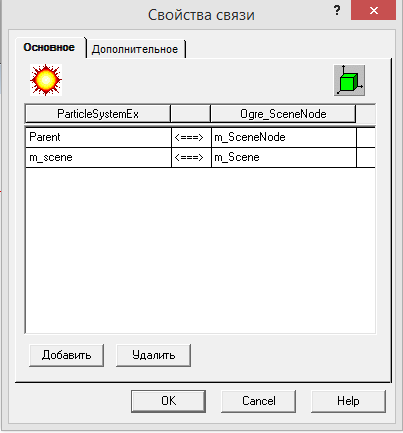 Свойства связи
?
Основное Дополнительное
ParticleSystemEx Ogre_SceneNode
Parent <===> m_SceneNode
m_scene <===> m_Scene
Добавить Удалить
OK Cancel Help